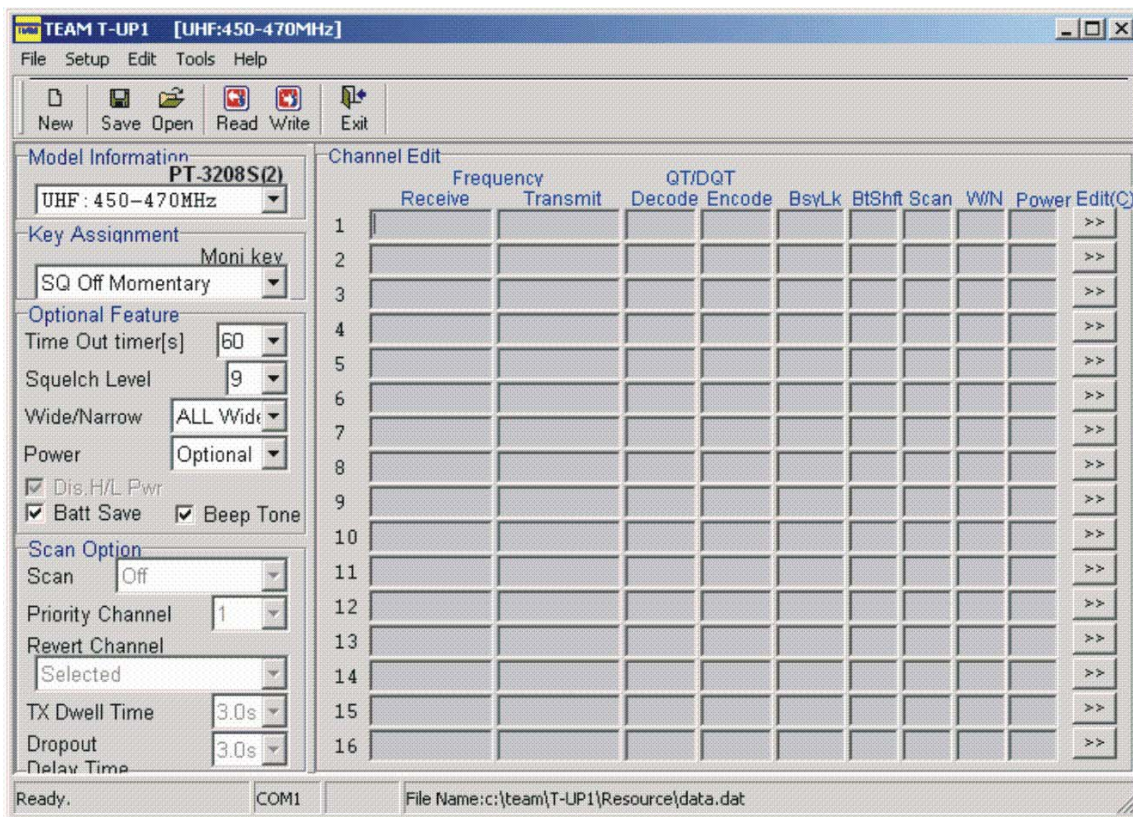 TEAM T-UP1 [UHF:450-470MHz]
File Setup Edit Tools Help
New Save Open Read Write Exit
Model Information
PT-3208S(2)
UHF:450-470MHz
Key Assignment
Moni key
SQ Off Momentary
Optional Feature
Time Out timer[s] 60
Squelch Level 9
Wide/Narrow ALL Wide
Power Optional
Dis,H/L Pwr
Batt Save Beep Tone
Scan Option
Scan Off
Priority Channel 1
Revert Channel
Selected
TX Dwell Time 3.0s
Dropout
Delay Time 3.0s
Channel Edit
Frequency QT/DQT
Receive Transmit Decode Encode BsyLk BtShft Scan W/N Power Edit(C)
1 >>
2 >>
3 >>
4 >>
5 >>
6 >>
7 >>
8 >>
9 >>
10 >>
11 >>
12 >>
13 >>
14 >>
15 >>
16 >>
Ready. COM1 File Name:c:\team\T-UP1\Resource\data.dat